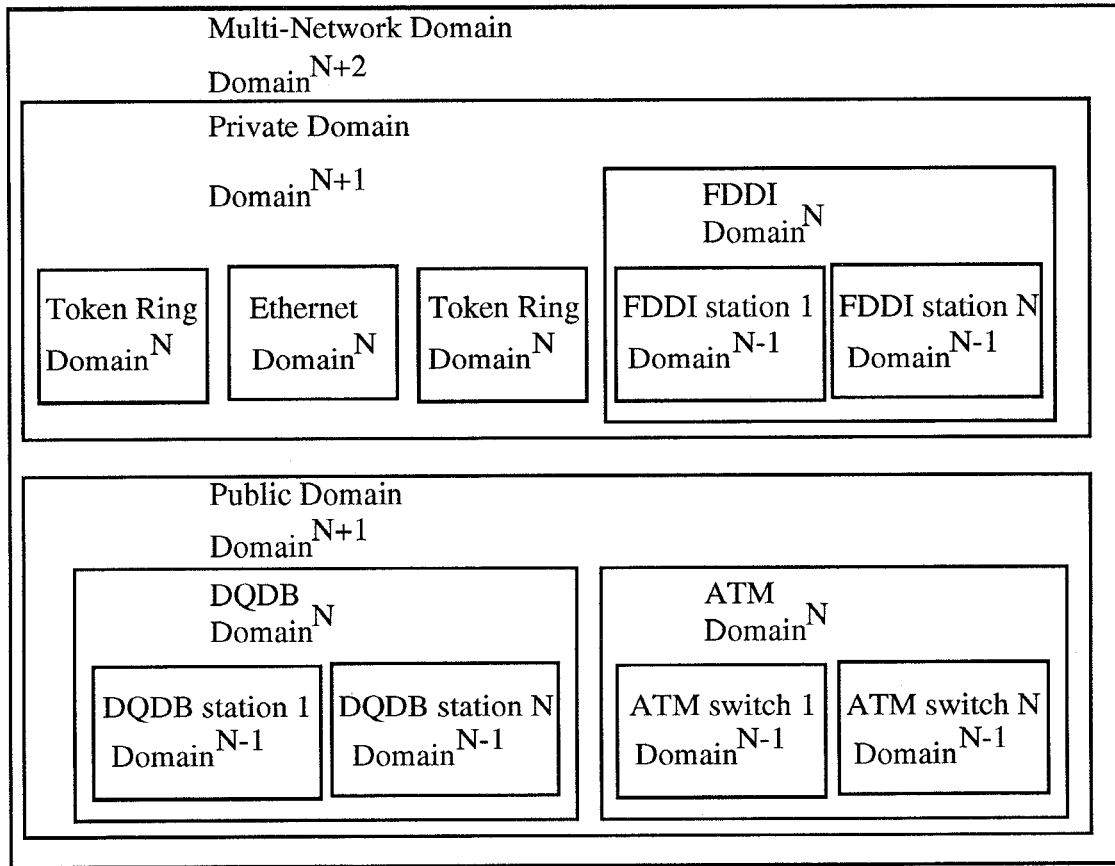 Multi-Network Domain
Domain^N+2
Private Domain
Domain^N+1
FDDI
Domain^N
Token Ring
Domain^N
Ethernet
Domain^N
Token Ring
Domain^N
FDDI station 1
Domain^N-1
FDDI station N
Domain^N-1
Public Domain
Domain^N+1
DQDB
Domain^N
DQDB station 1
Domain^N-1
DQDB station N
Domain^N-1
ATM
Domain^N
ATM switch 1
Domain^N-1
ATM switch N
Domain^N-1